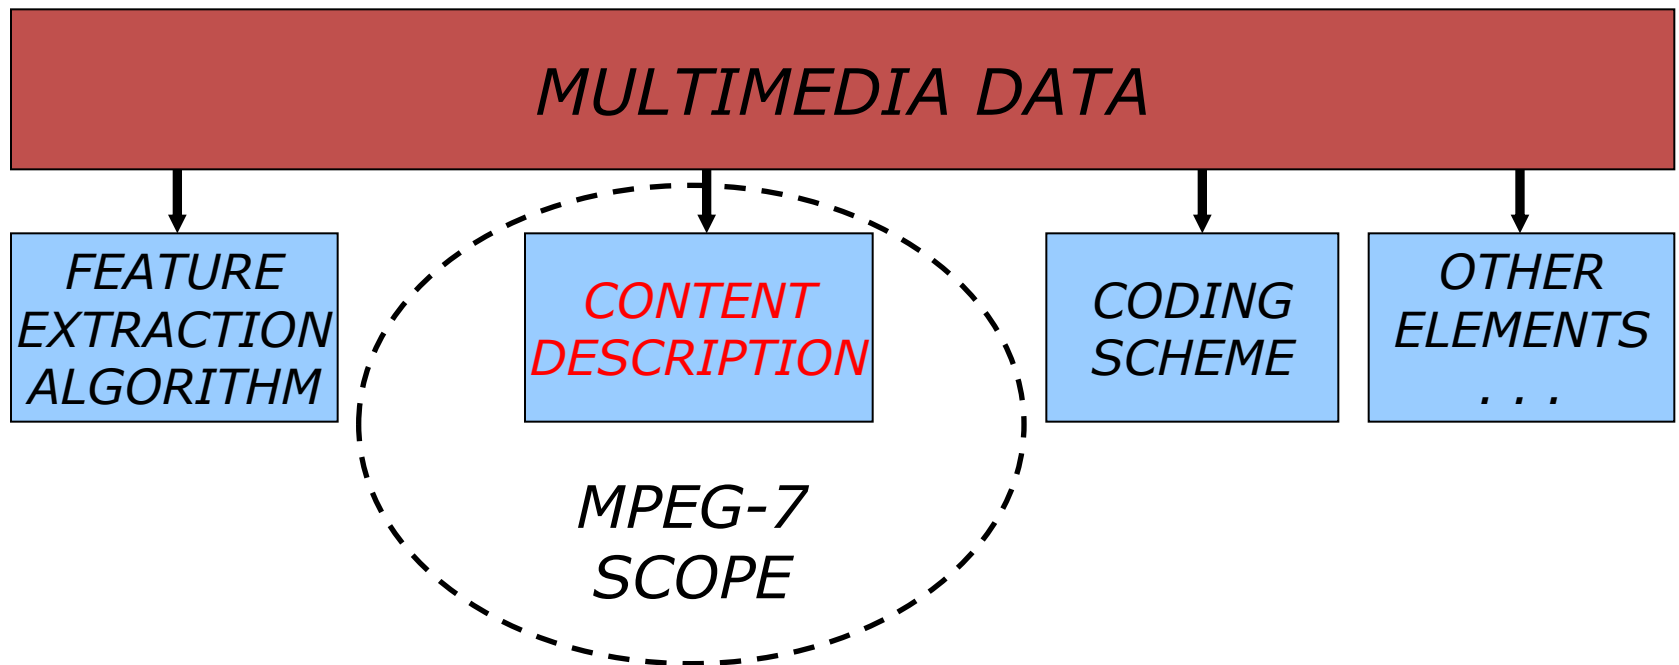 MULTIMEDIA DATA
FEATURE
EXTRACTION
ALGORITHM
CONTENT
DESCRIPTION
CODING
SCHEME
OTHER
ELEMENTS
. . .
MPEG-7
SCOPE